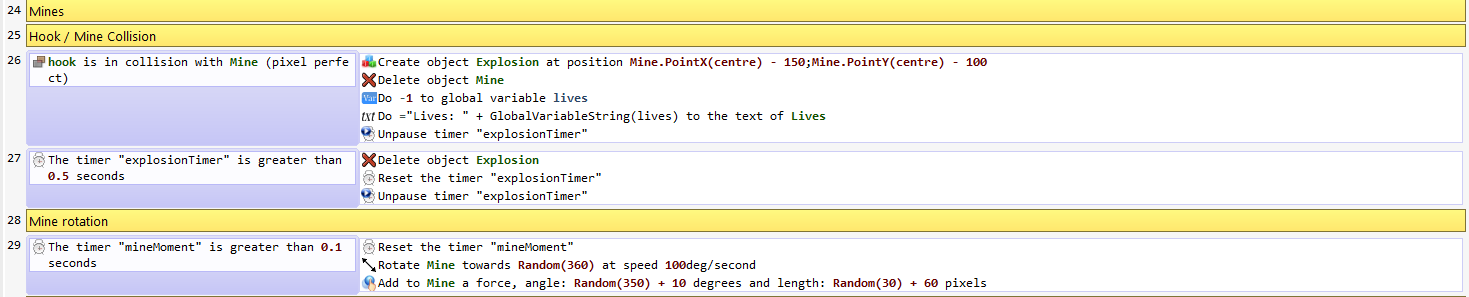 24 Mines
25 Hook / Mine Collision
26 hook is in collision with Mine (pixel perfe
ct)
Create object Explosion at position Mine.PointX(centre) - 150;Mine.PointY(centre) - 100
Delete object Mine
Var Do -1 to global variable lives
txt Do ="Lives: " + GlobalVariableString(lives) to the text of Lives
Unpause timer "explosionTimer"
27 The timer "explosionTimer" is greater than
0.5 seconds
Delete object Explosion
Reset the timer "explosionTimer"
Unpause timer "explosionTimer"
28 Mine rotation
29 The timer "mineMoment" is greater than 0.1
seconds
Reset the timer "mineMoment"
Rotate Mine towards Random(360) at speed 100deg/second
Add to Mine a force, angle: Random(350) + 10 degrees and length: Random(30) + 60 pixels